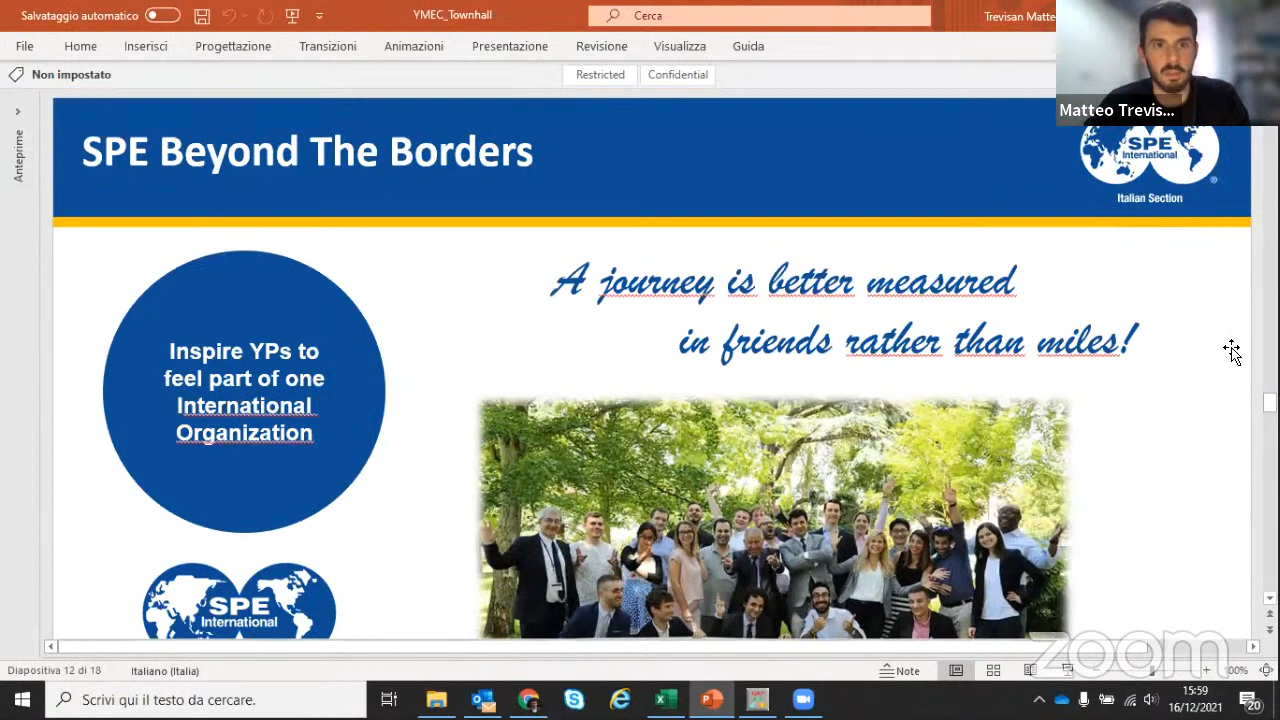 Salvataggio automatico
YMEC_Townhall
Cerca
Trevisan Matte
File Home Inserisci Progettazione Transizioni Animazioni Presentazione Revisione Visualizza Guida
Non impostato
Restricted Confidential
Matteo Trevis...
Anteprime
SPE Beyond The Borders
SPE
International
®
Italian Section
A journey is better measured
in friends rather than miles!
Inspire YPs to
feel part of one
International
Organization
SPE
International
zoom
Diapositiva 12 di 18 Italiano (Italia) Note 00%
Scrivi qui il testo da cercare.
15:59
16/12/2021
20